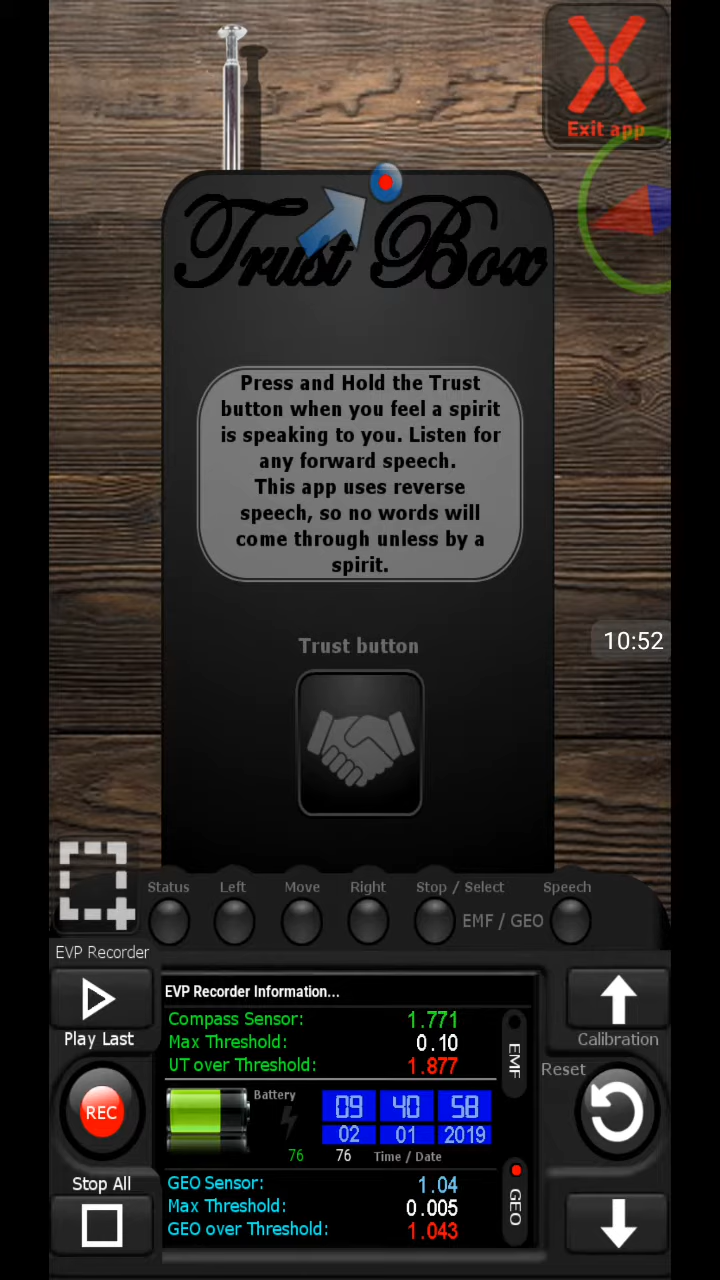 Exit app
Trust Box
Press and Hold the Trust
button when you feel a spirit
is speaking to you. Listen for
any forward speech.
This app uses reverse
speech, so no words will
come through unless by a
spirit.
10:52
Trust button
Status Left Move Right Stop / Select Speech
EMF / GEO
EVP Recorder
EVP Recorder Information...
Play Last
Compass Sensor: 1.771
Max Threshold: 0.10
UT over Threshold: 1.877
EMF
Calibration
Reset
REC
Battery
09 40 58
02 01 2019
76 76 Time / Date
Stop All
GEO Sensor: 1.04
Max Threshold: 0.005
GEO over Threshold: 1.043
GEO